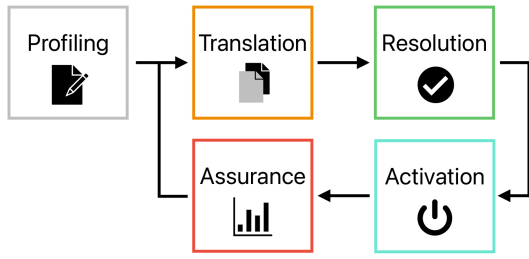 Profiling
Translation
Resolution
Assurance
Activation